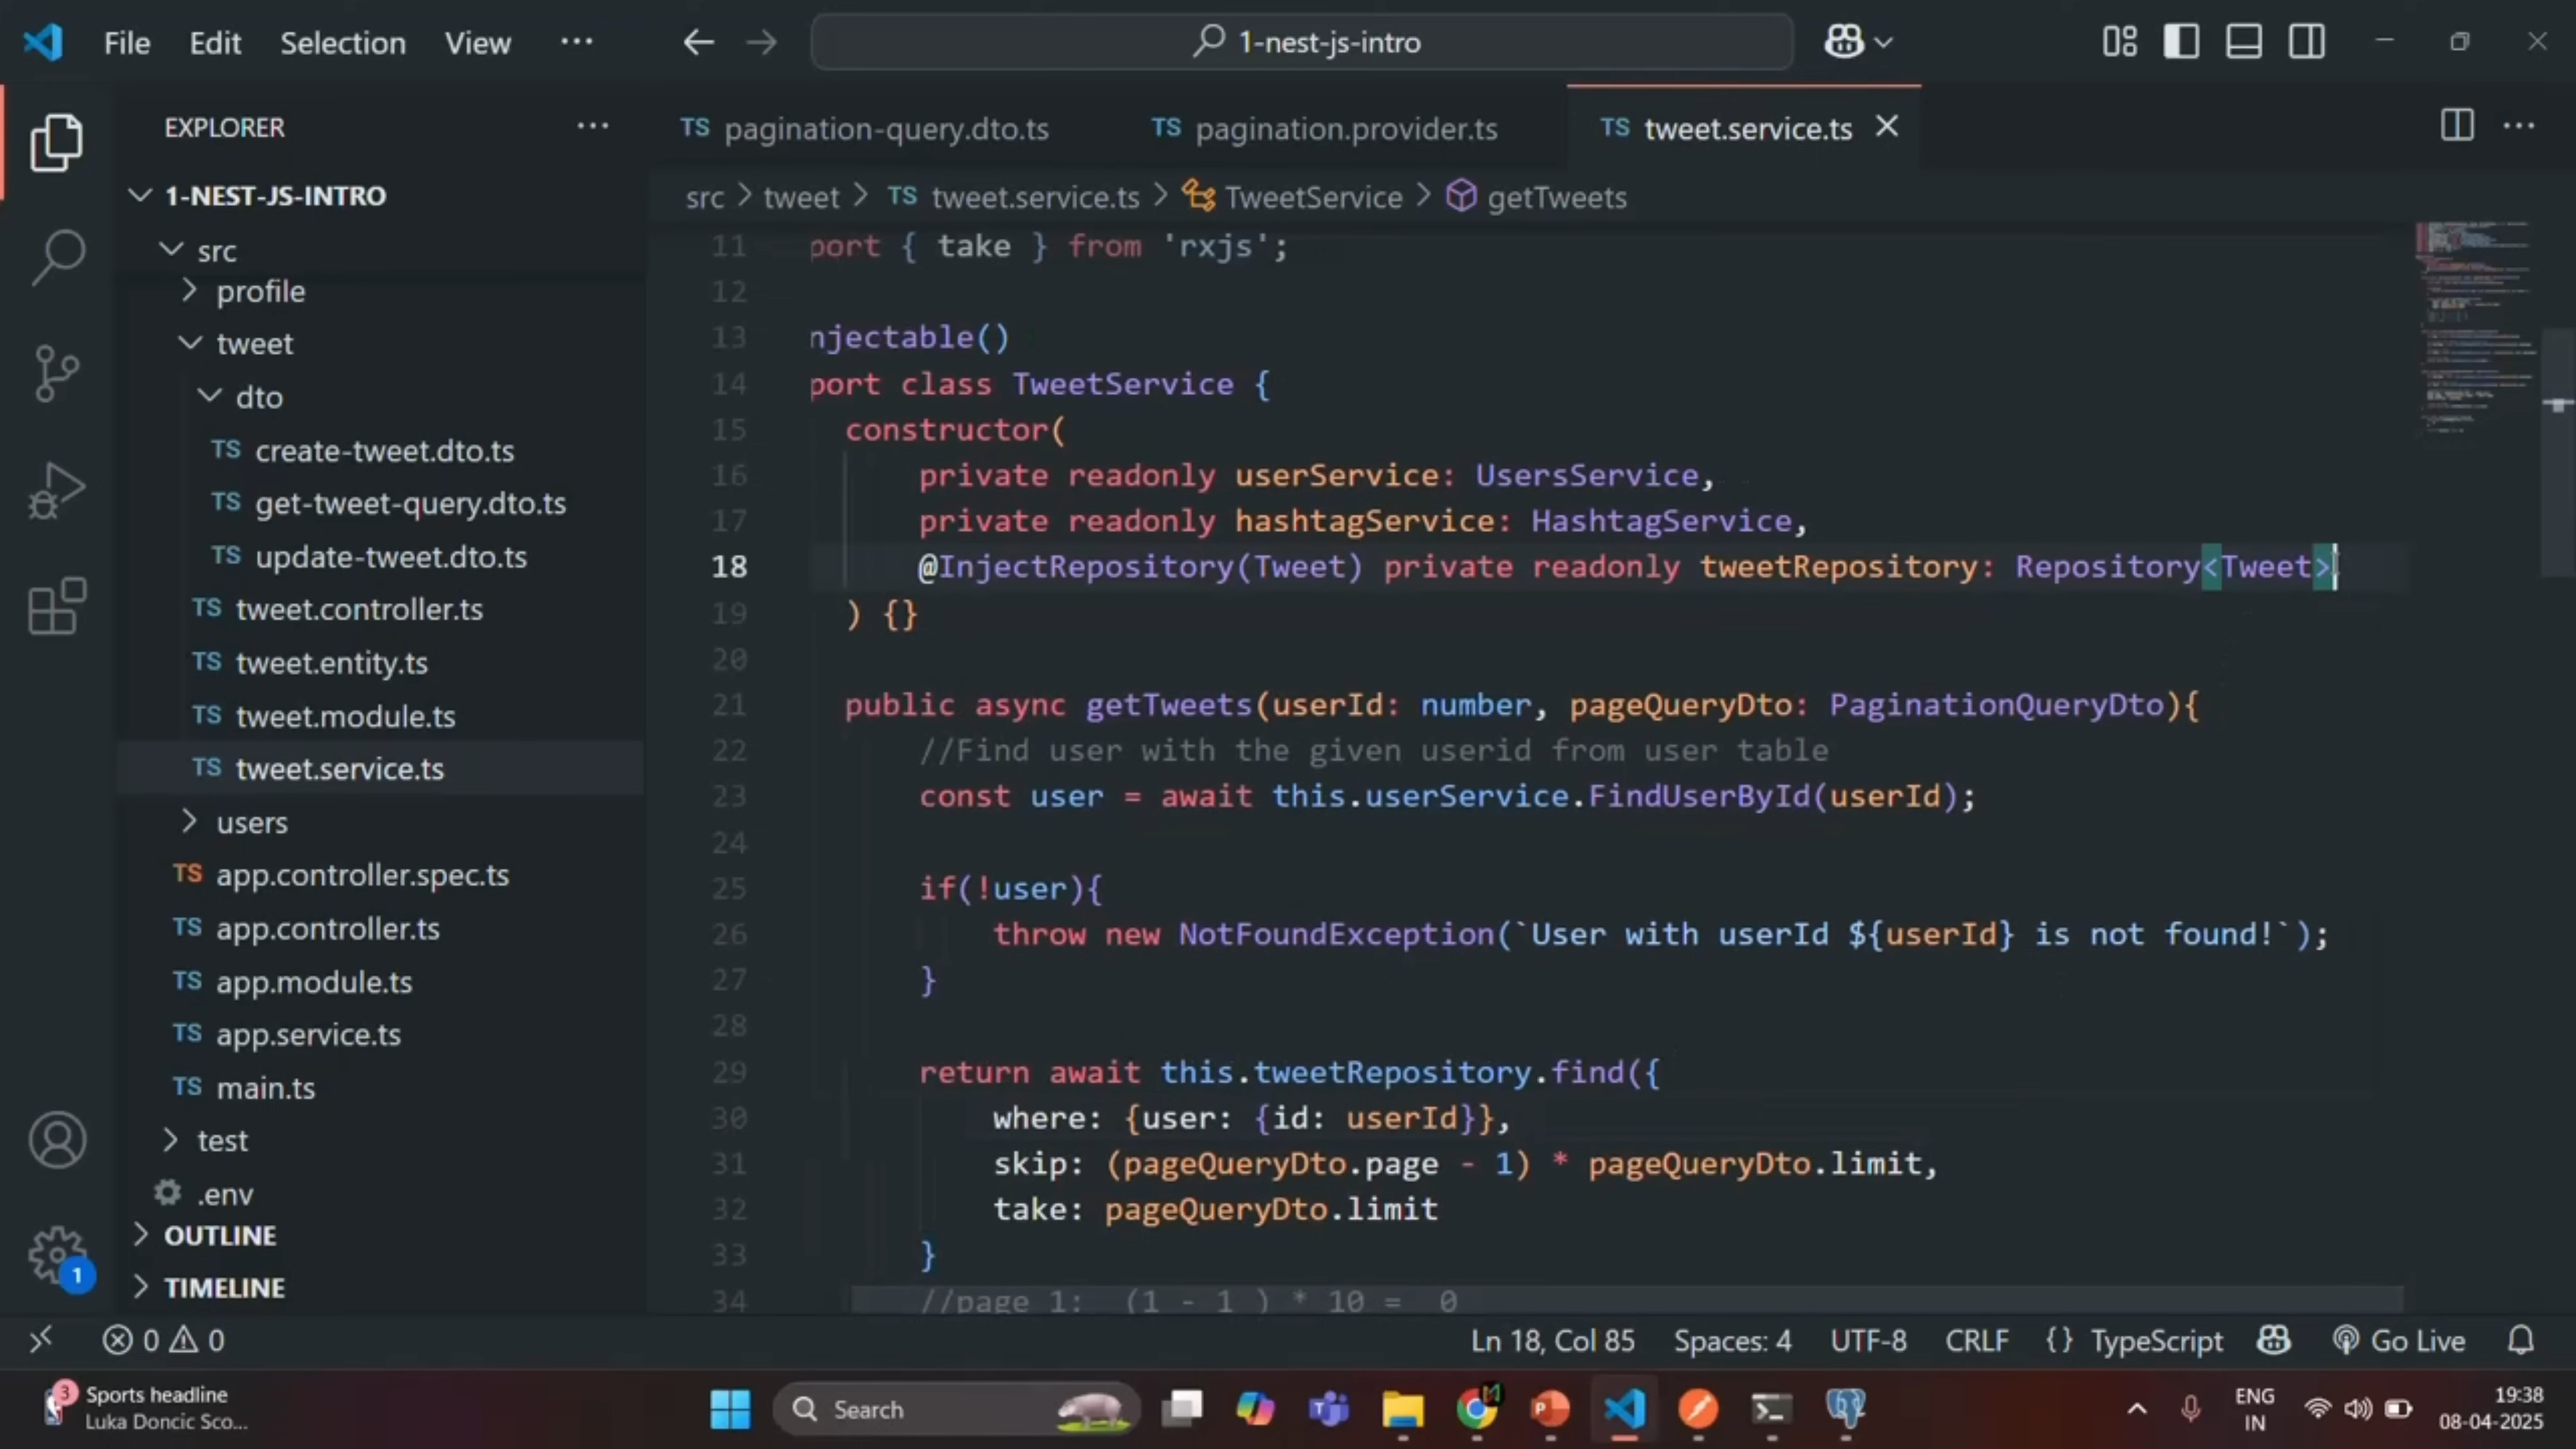 File Edit Selection View ··· 1-nest-js-intro
EXPLORER ···
1-NEST-JS-INTRO
src
profile
tweet
dto
TS create-tweet.dto.ts
TS get-tweet-query.dto.ts
TS update-tweet.dto.ts
TS tweet.controller.ts
TS tweet.entity.ts
TS tweet.module.ts
TS tweet.service.ts
users
TS app.controller.spec.ts
TS app.controller.ts
TS app.module.ts
TS app.service.ts
TS main.ts
test
.env
OUTLINE
TIMELINE
1
TS pagination-query.dto.ts TS pagination.provider.ts TS tweet.service.ts
src > tweet > TS tweet.service.ts > TweetService > getTweets
11 port { take } from 'rxjs';
12
13 njectable()
14 port class TweetService {
15 constructor(
16 private readonly userService: UsersService,
17 private readonly hashtagService: HashtagService,
18 @InjectRepository(Tweet) private readonly tweetRepository: Repository<Tweet>
19 ) {}
20
21 public async getTweets(userId: number, pageQueryDto: PaginationQueryDto){
22 //Find user with the given userid from user table
23 const user = await this.userService.FindUserById(userId);
24
25 if(!user){
26 throw new NotFoundException(`User with userId ${userId} is not found!`);
27 }
28
29 return await this.tweetRepository.find({
30 where: {user: {id: userId}},
31 skip: (pageQueryDto.page - 1) * pageQueryDto.limit,
32 take: pageQueryDto.limit
33 }
34 //page 1: (1 - 1 ) * 10 = 0
0 0 Ln 18, Col 85 Spaces: 4 UTF-8 CRLF {} TypeScript Go Live
3 Sports headline
Luka Doncic Sco...
Search
ENG
IN
19:38
08-04-2025